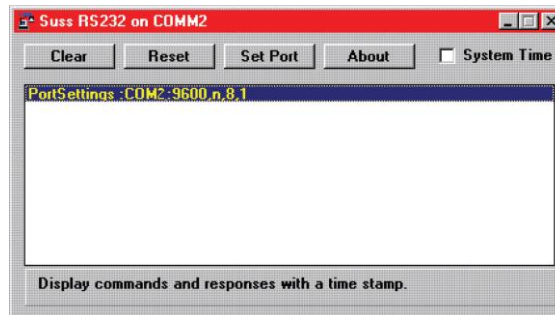 Suss RS232 on COMM2
Clear Reset Set Port About System Time
PortSettings :COM2:9600,n,8,1
Display commands and responses with a time stamp.